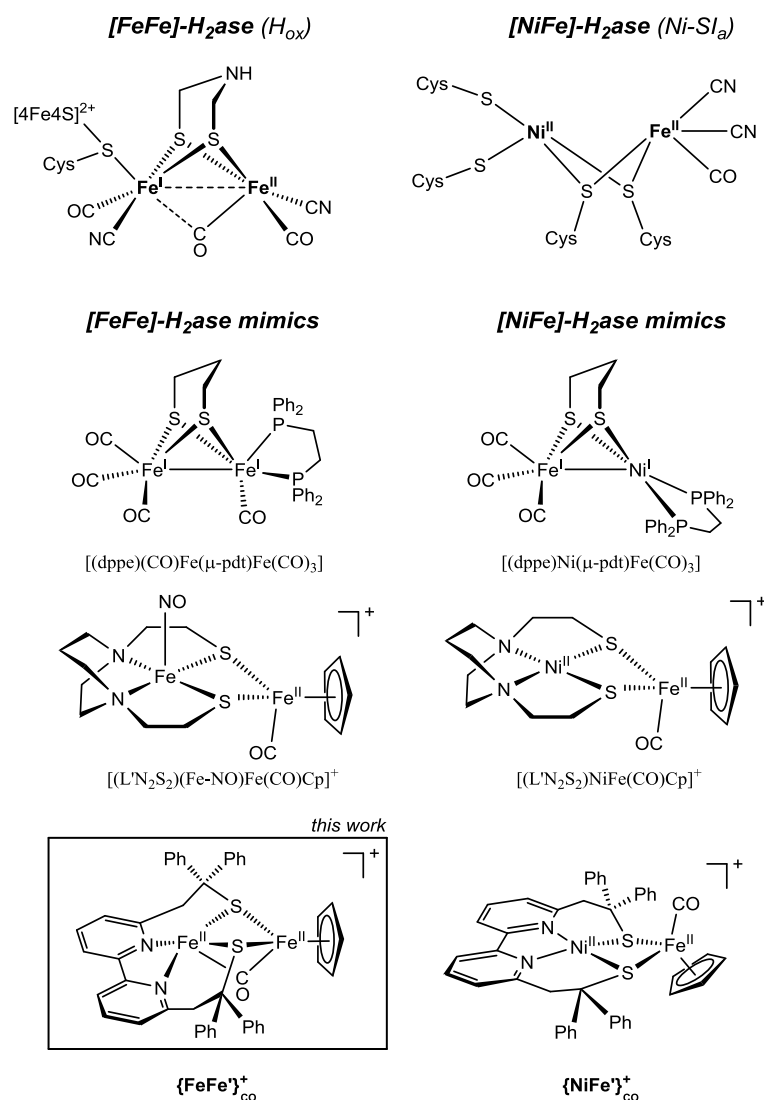 [FeFe]-H2ase (Hox)
[NiFe]-H2ase (Ni-SIa)
NH
[4Fe4S]2+
S
Cys
S
S
FeI
FeII
OC
NC
C
O
CN
CO
Cys
S
NiII
S
Cys
FeII
CN
CN
CO
S
S
Cys
Cys
[FeFe]-H2ase mimics
[NiFe]-H2ase mimics
S
S
Ph2
P
OC
OC
FeI
FeI
P
Ph2
OC
CO
[(dppe)(CO)Fe(μ-pdt)Fe(CO)3]
S
S
OC
OC
FeI
NiI
OC
PPh2
Ph2P
[(dppe)Ni(μ-pdt)Fe(CO)3]
NO
+
N
S
Fe
N
S
FeII
OC
[(L'N2S2)(Fe-NO)Fe(CO)Cp]+
+
N
S
NiII
N
S
FeII
OC
[(L'N2S2)NiFe(CO)Cp]+
this work
Ph
Ph
+
S
N
FeII
S
FeII
N
C
O
Ph
Ph
{FeFe'}+CO
Ph
Ph
+
CO
N
S
FeII
NiII
N
S
Ph
Ph
{NiFe'}+CO